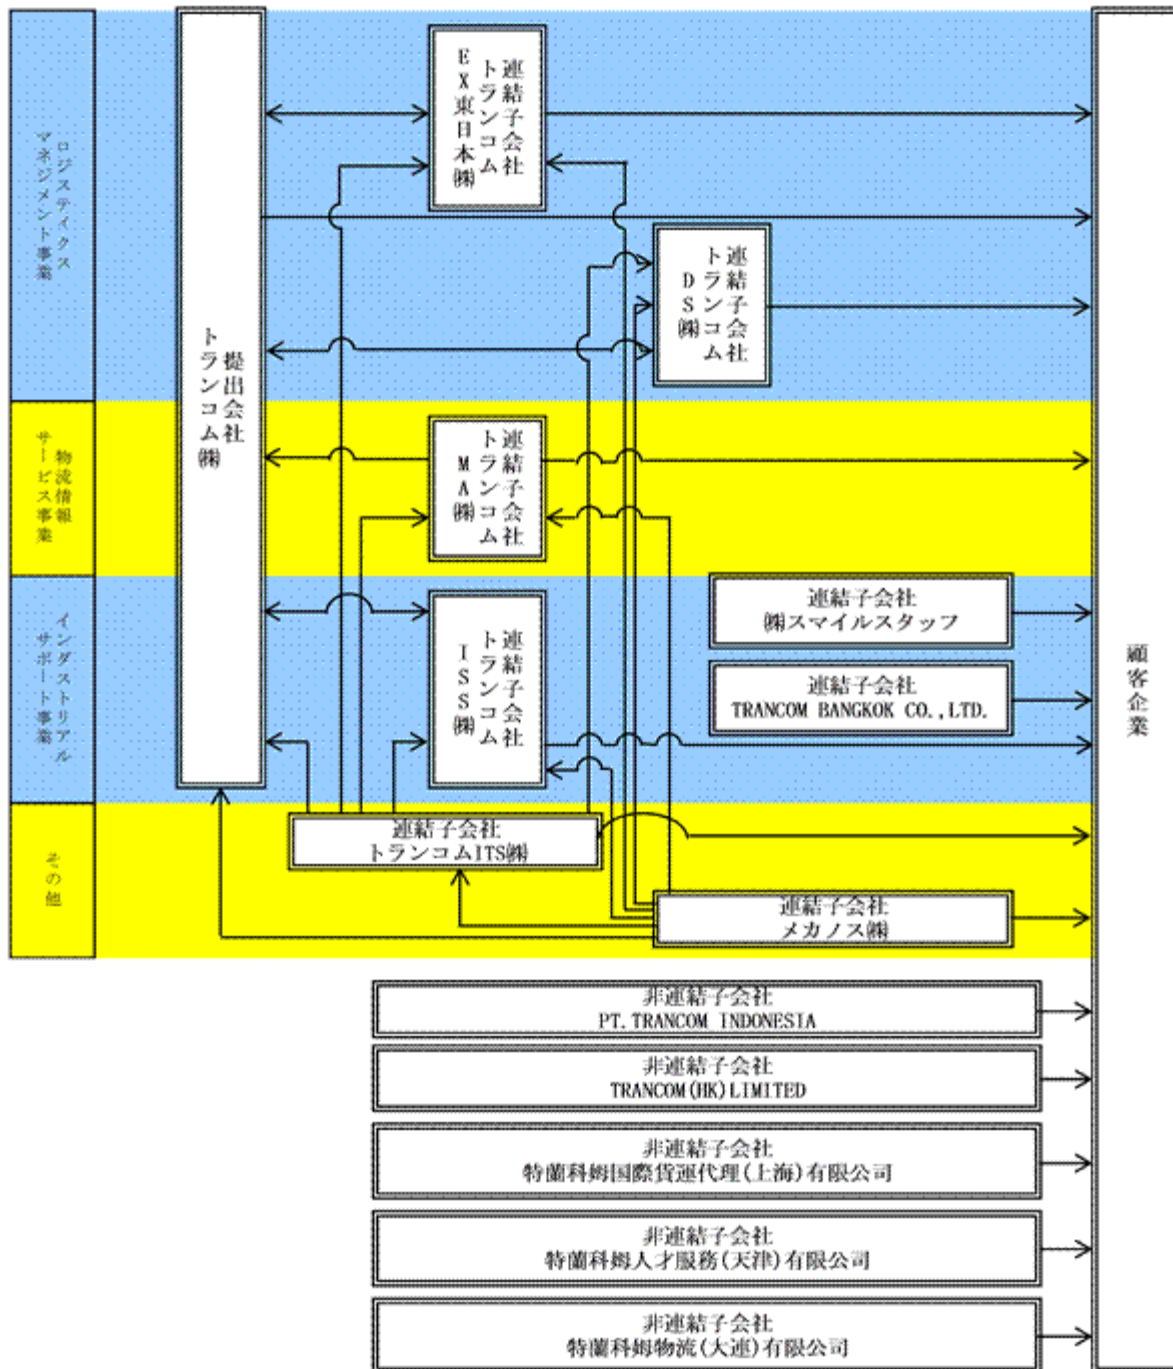 ロジスティクス
マネジメント事業
物流情報
サービス事業
インダストリアル
サポート事業
その他
提出会社
トランコム㈱
連結子会社
トランコム
EX東日本㈱
連結子会社
トランコム
DS㈱
連結子会社
トランコム
MA㈱
連結子会社
トランコム
ISS㈱
連結子会社
㈱スマイルスタッフ
連結子会社
TRANCOM BANGKOK CO.,LTD.
連結子会社
トランコムITS㈱
連結子会社
メカノス㈱
非連結子会社
PT.TRANCOM INDONESIA
非連結子会社
TRANCOM(HK)LIMITED
非連結子会社
特蘭科姆国際貨運代理(上海)有限公司
非連結子会社
特蘭科姆人才服務(天津)有限公司
非連結子会社
特蘭科姆物流(大連)有限公司
顧客企業